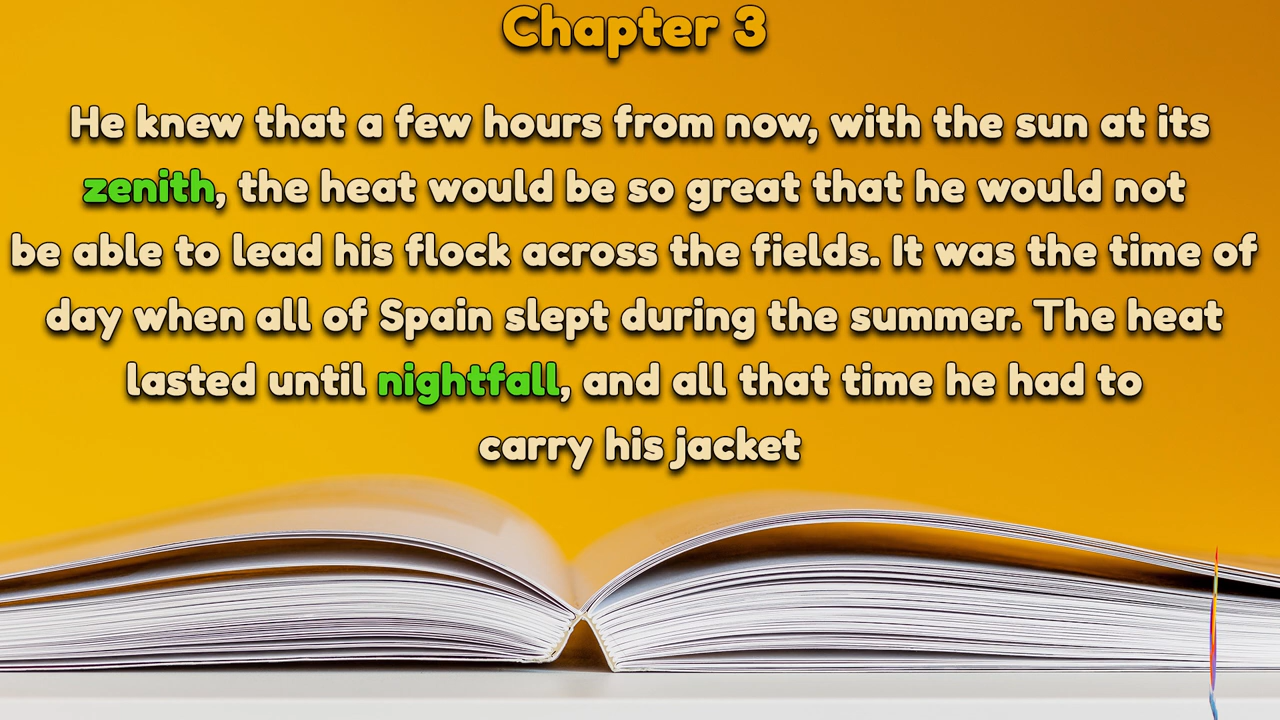 Chapter 3
He knew that a few hours from now, with the sun at its
zenith, the heat would be so great that he would not
be able to lead his flock across the fields. It was the time of
day when all of Spain slept during the summer. The heat
lasted until nightfall, and all that time he had to
carry his jacket